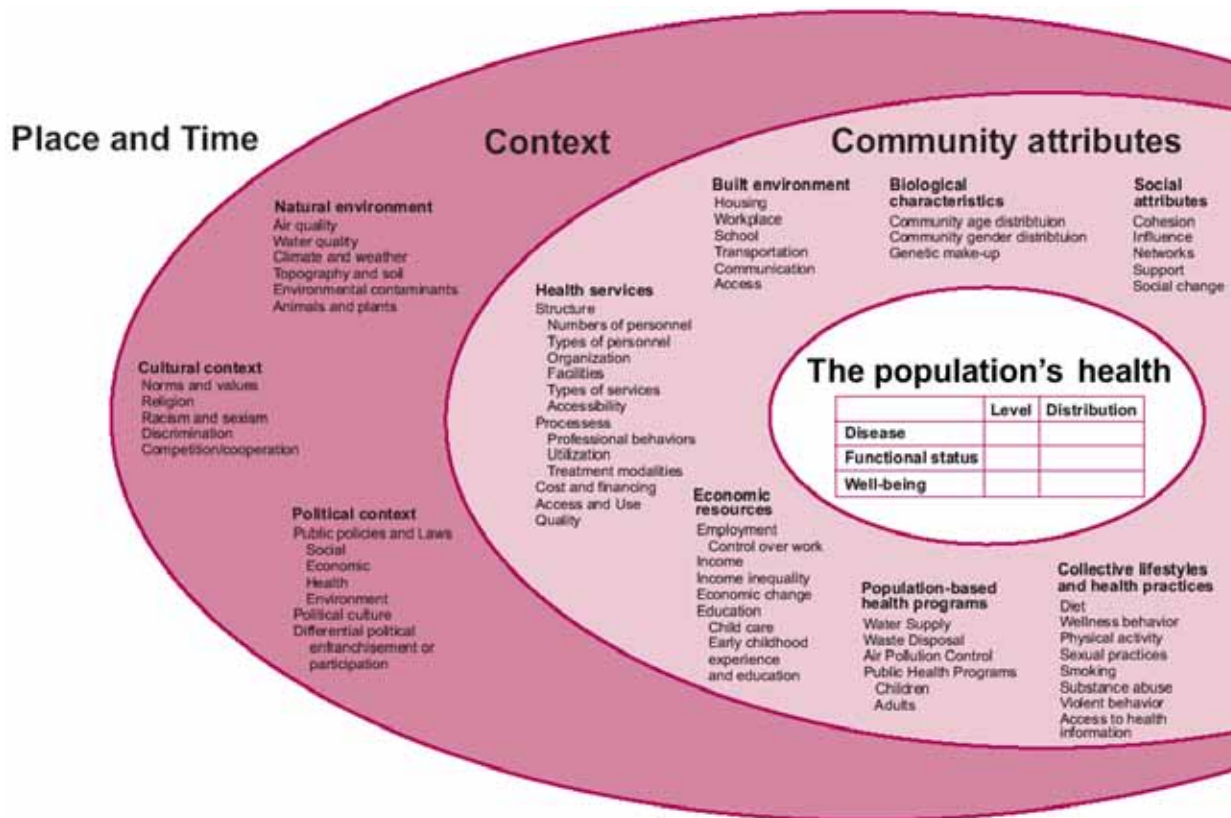 Place and Time
Context
Community attributes
Natural environment
Air quality
Water quality
Climate and weather
Topography and soil
Environmental contaminants
Animals and plants
Cultural context
Norms and values
Religion
Racism and sexism
Discrimination
Competition/cooperation
Political context
Public policies and Laws
Social
Economic
Health
Environment
Political culture
Differential political
enfranchisement or
participation
Health services
Structure
Numbers of personnel
Types of personnel
Organization
Facilities
Types of services
Accessibility
Processess
Professional behaviors
Utilization
Treatment modalities
Cost and financing
Access and Use
Quality
Built environment
Housing
Workplace
School
Transportation
Communication
Access
Biological
characteristics
Community age distribtuion
Community gender distribtuion
Genetic make-up
Social
attributes
Cohesion
Influence
Networks
Support
Social change
The population's health
Level Distribution
Disease
Functional status
Well-being
Economic
resources
Employment
Control over work
Income
Income inequality
Economic change
Education
Child care
Early childhood
experience
and education
Population-based
health programs
Water Supply
Waste Disposal
Air Pollution Control
Public Health Programs
Children
Adults
Collective lifestyles
and health practices
Diet
Wellness behavior
Physical activity
Sexual practices
Smoking
Substance abuse
Violent behavior
Access to health
information